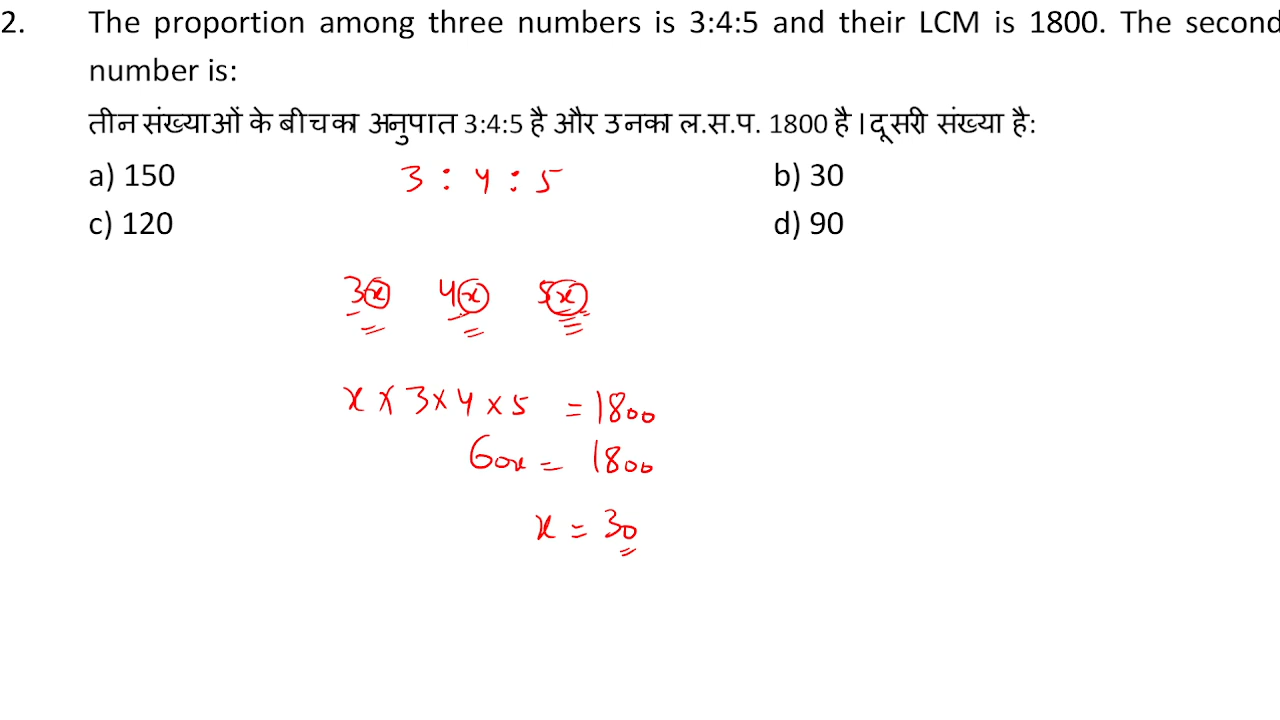 2. The proportion among three numbers is 3:4:5 and their LCM is 1800. The second
number is:
तीन संख्याओं के बीच का अनुपात 3:4:5 है और उनका ल.स.प. 1800 है। दूसरी संख्या है:
a) 150 b) 30
3 : 4 : 5
c) 120 d) 90
3x 4x 5x
x × 3 × 4 × 5 = 1800
60x = 1800
x = 30